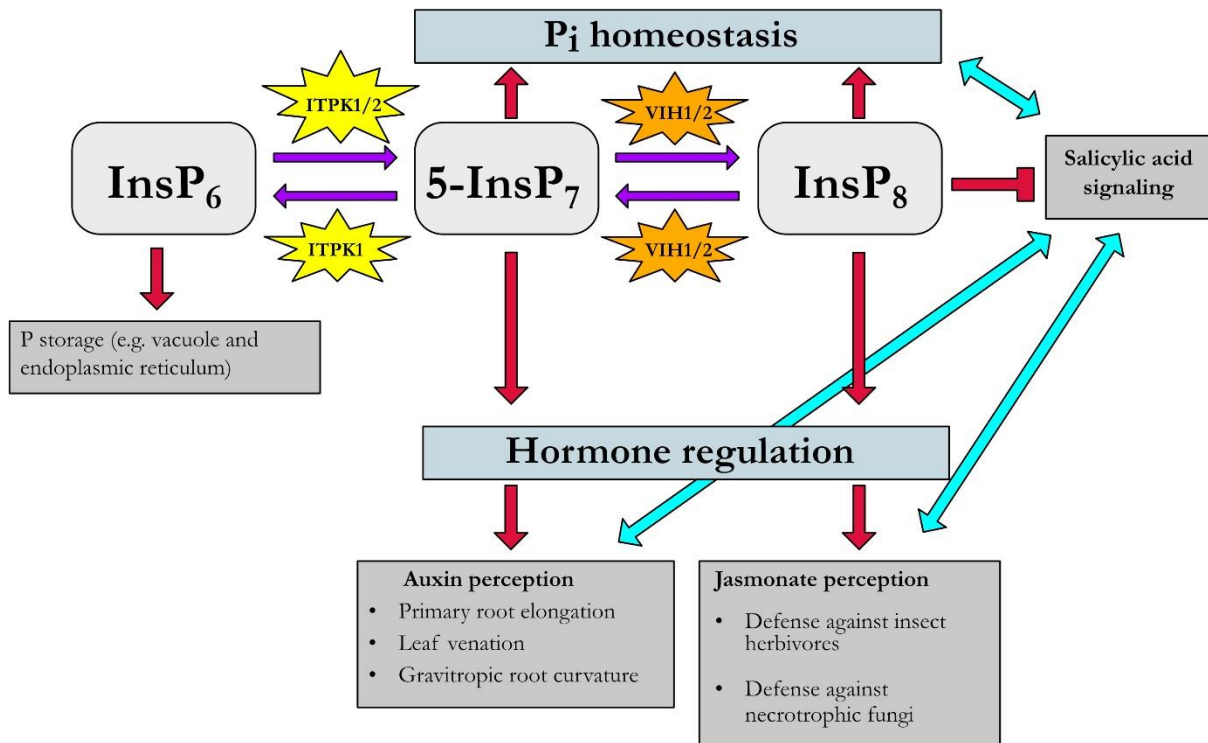 Pi homeostasis
ITPK1/2
VIH1/2
InsP₆
5-InsP₇
InsP₈
Salicylic acid
signaling
ITPK1
VIH1/2
P storage (e.g. vacuole and
endoplasmic reticulum)
Hormone regulation
Auxin perception
• Primary root elongation
• Leaf venation
• Gravitropic root curvature
Jasmonate perception
• Defense against insect
herbivores
• Defense against
necrotrophic fungi